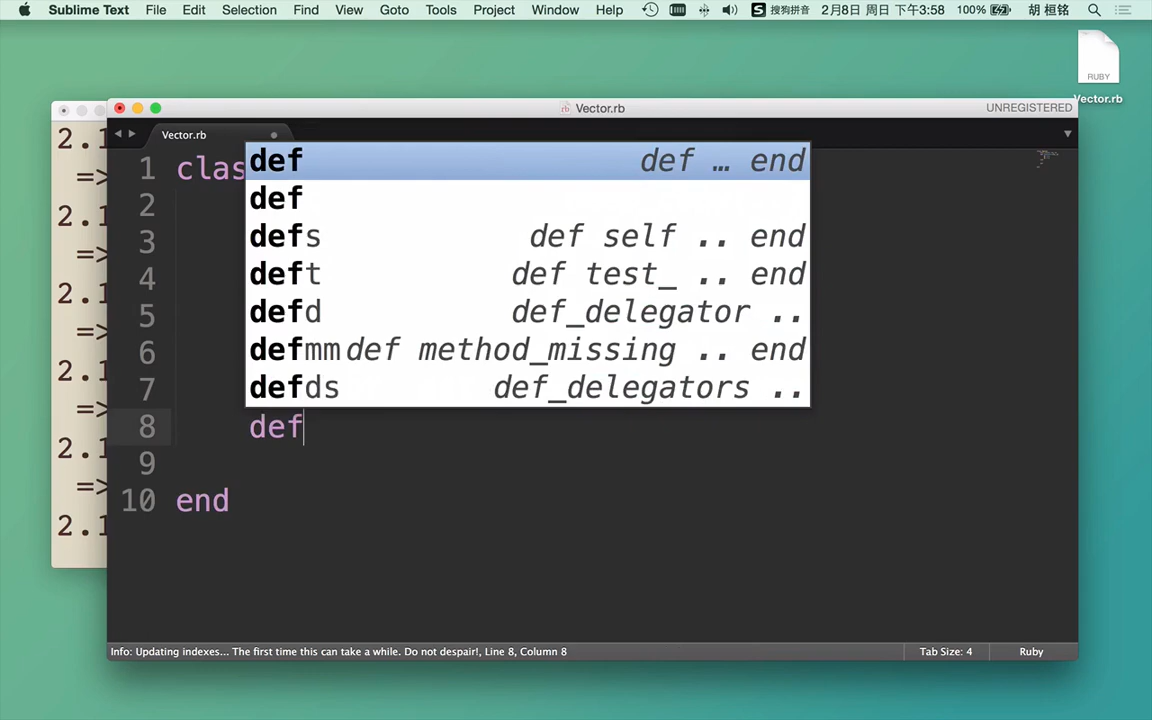 Sublime Text File Edit Selection Find View Goto Tools Project Window Help 搜狗拼音 2月8日 周日 下午3:58 100% 胡桓铭
RUBY
Vector.rb
Vector.rb
UNREGISTERED
Vector.rb
2.1
=>
2.1
=>
2.1
=>
2.1
=>
2.1
=>
2.1
1 clas
2
3
4
5
6
7
8 def
9
10 end
def def … end
def
defs def self .. end
deft def test_ .. end
defd def_delegator ..
defmm def method_missing .. end
defds def_delegators ..
Info: Updating indexes... The first time this can take a while. Do not despair!, Line 8, Column 8
Tab Size: 4
Ruby